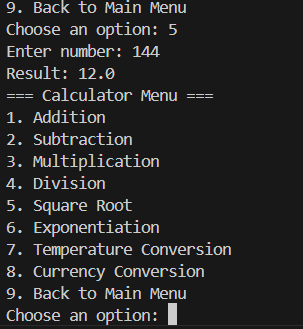 9. Back to Main Menu
Choose an option: 5
Enter number: 144
Result: 12.0
=== Calculator Menu ===
1. Addition
2. Subtraction
3. Multiplication
4. Division
5. Square Root
6. Exponentiation
7. Temperature Conversion
8. Currency Conversion
9. Back to Main Menu
Choose an option: